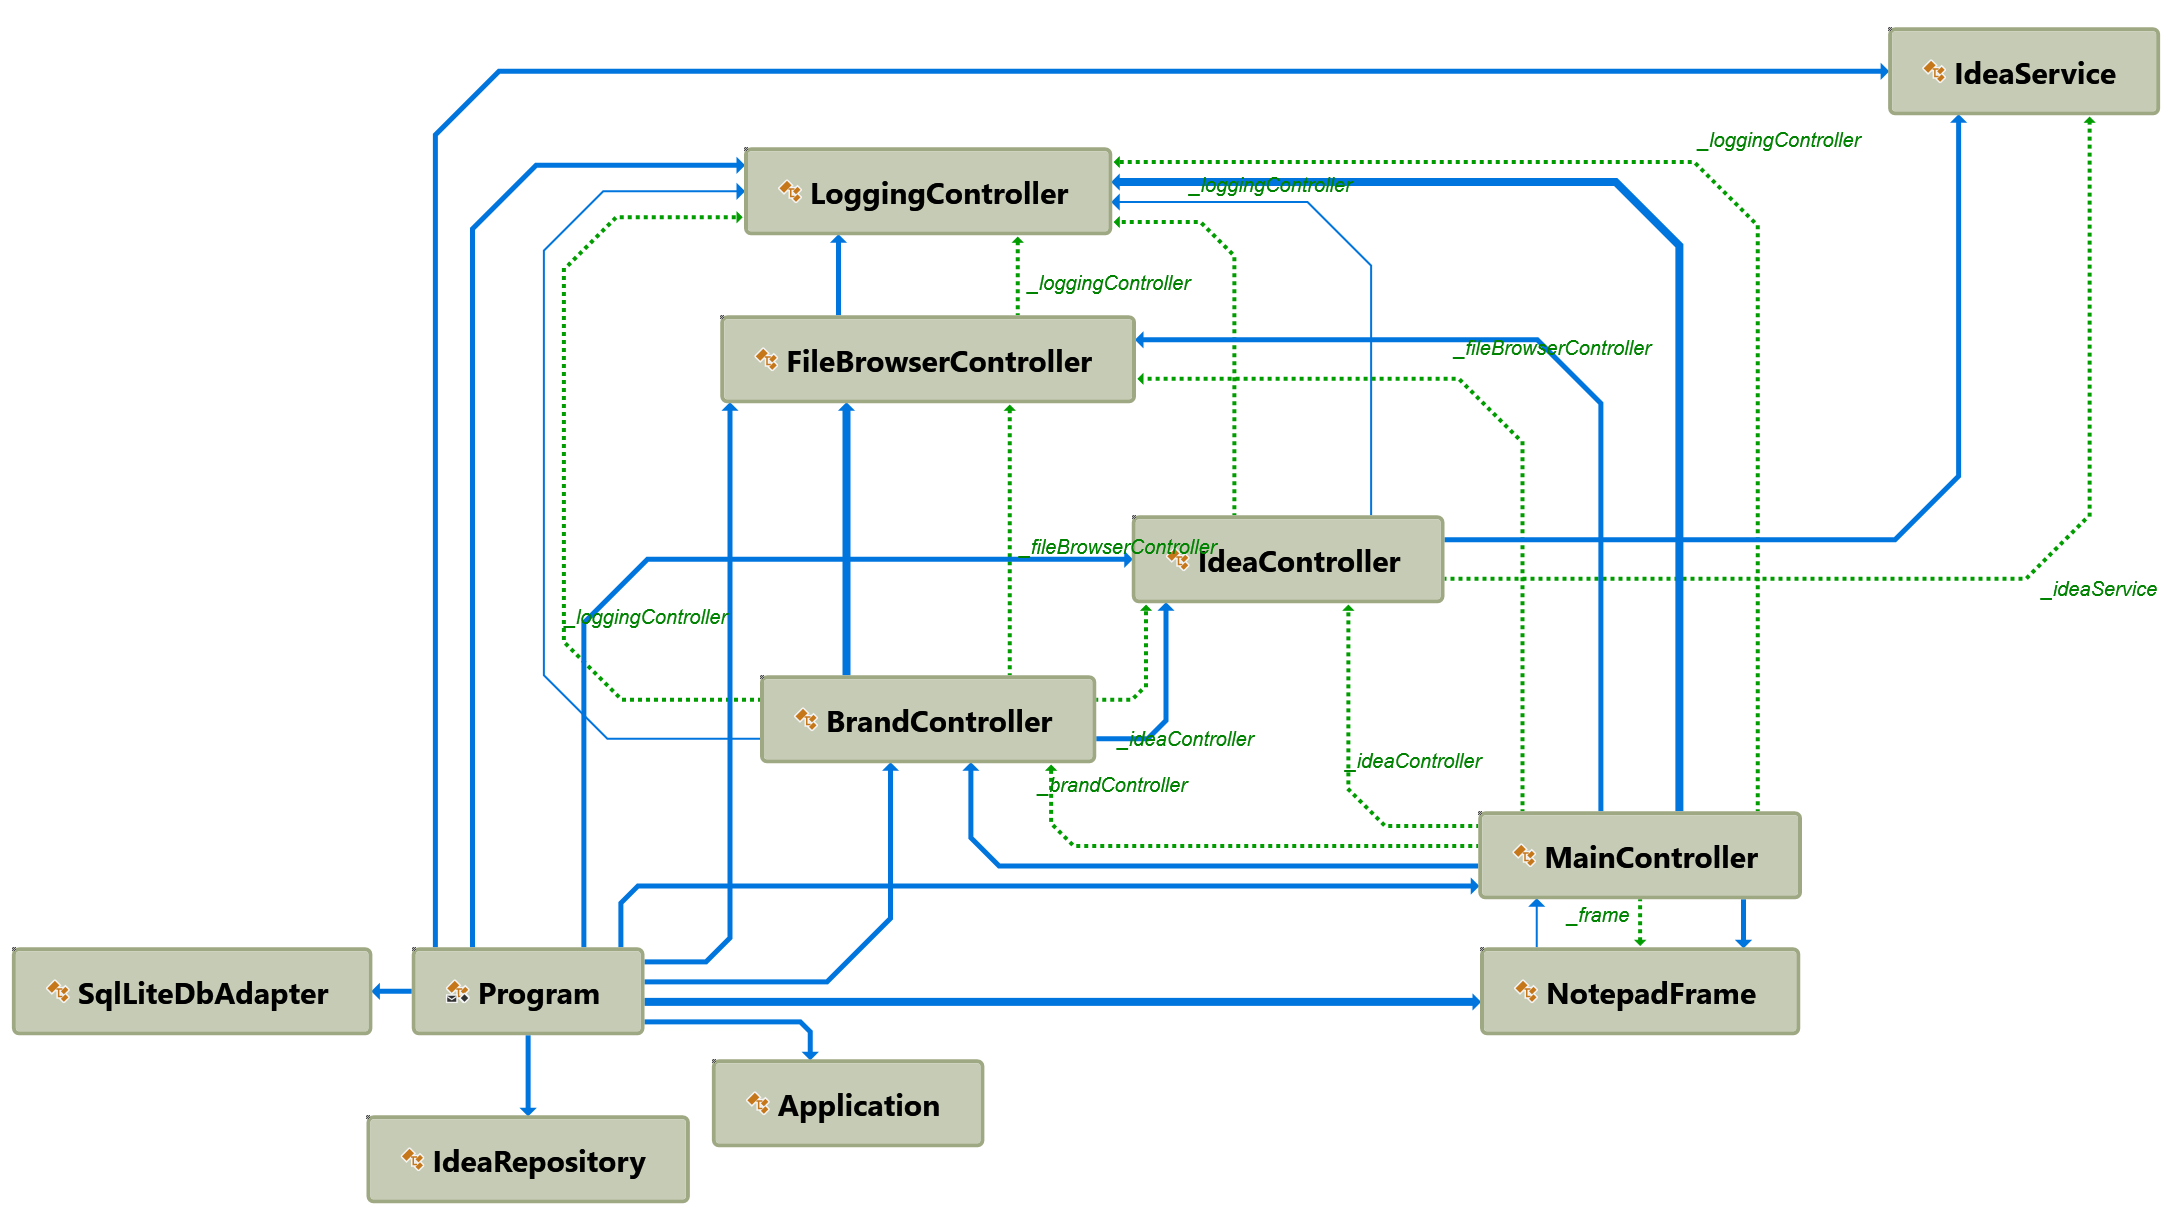 IdeaService
_loggingController
LoggingController
_loggingController
_loggingController
_fileBrowserController
FileBrowserController
_fileBrowserController
IdeaController
_ideaService
_loggingController
BrandController
_ideaController
_ideaController
_brandController
MainController
_frame
SqlLiteDbAdapter
Program
NotepadFrame
Application
IdeaRepository